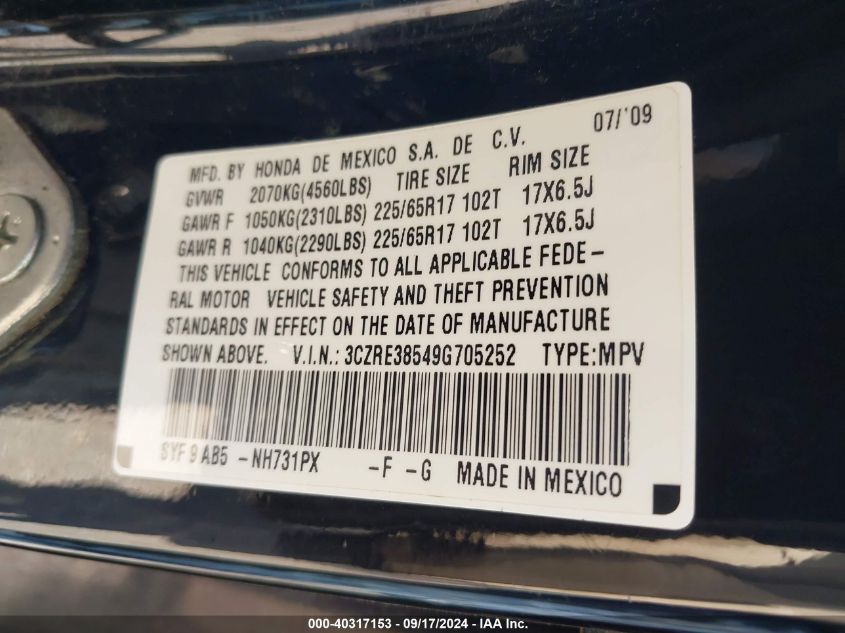 07/'09
MFD. BY HONDA DE MEXICO S.A. DE C.V.
GVWR 2070KG(4560LBS) TIRE SIZE RIM SIZE
GAWR F 1050KG(2310LBS) 225/65R17 102T 17X6.5J
GAWR R 1040KG(2290LBS) 225/65R17 102T 17X6.5J
THIS VEHICLE CONFORMS TO ALL APPLICABLE FEDE-
RAL MOTOR VEHICLE SAFETY AND THEFT PREVENTION
STANDARDS IN EFFECT ON THE DATE OF MANUFACTURE
SHOWN ABOVE. V.I.N.: 3CZRE38549G705252 TYPE:MPV
SYF 9 AB5 -NH731PX -F -G MADE IN MEXICO
000-40317153 - 09/17/2024 - IAA Inc.